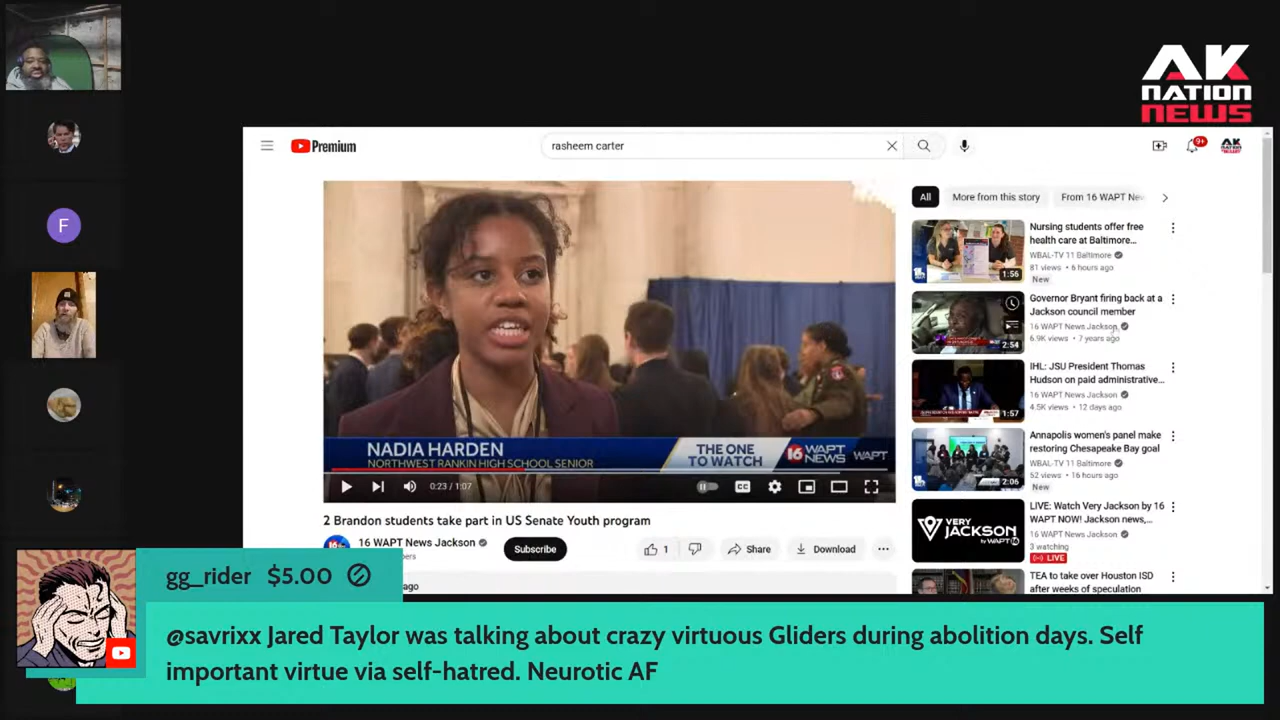 AK
NATION
NEWS
Premium
rasheem carter
9+
F
NADIA HARDEN
NORTHWEST RANKIN HIGH SCHOOL SENIOR
THE ONE
TO WATCH
16 WAPT
NEWS
WAPT
0:23 / 1:07
CC
2 Brandon students take part in US Senate Youth program
16 WAPT News Jackson
Subscribe
1
Share
Download
ago
All
More from this story
From 16 WAPT Nev
Nursing students offer free
health care at Baltimore...
WBAL-TV 11 Baltimore
81 views • 6 hours ago
New
1:56
Governor Bryant firing back at a
Jackson council member
16 WAPT News Jackson
6.9K views • 7 years ago
2:54
IHL: JSU President Thomas
Hudson on paid administrative...
16 WAPT News Jackson
4.5K views • 12 days ago
1:57
Annapolis women's panel make
restoring Chesapeake Bay goal
WBAL-TV 11 Baltimore
52 views • 16 hours ago
New
2:06
LIVE: Watch Very Jackson by 16
WAPT NOW! Jackson news,...
16 WAPT News Jackson
3 watching
LIVE
VERY
JACKSON
TEA to take over Houston ISD
after weeks of speculation
gg_rider $5.00
@savrixx Jared Taylor was talking about crazy virtuous Gliders during abolition days. Self
important virtue via self-hatred. Neurotic AF